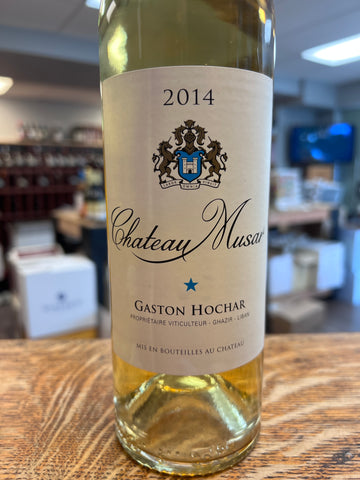 2014
Chateau Musar
GASTON HOCHAR
PROPRIÉTAIRE VITICULTEUR - GHAZIR - LIBAN
MIS EN BOUTEILLES AU CHATEAU